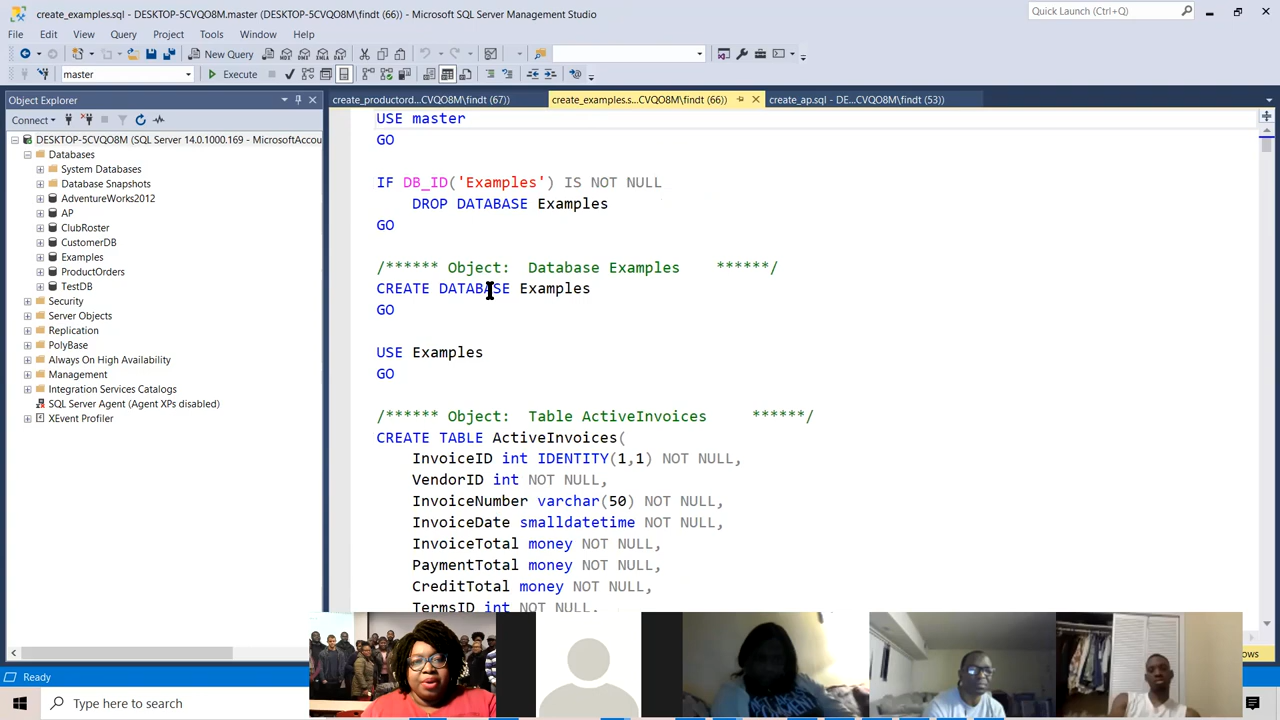 create_examples.sql - DESKTOP-5CVQO8M.master (DESKTOP-5CVQO8M\findt (66)) - Microsoft SQL Server Management Studio
Quick Launch (Ctrl+Q)
File Edit View Query Project Tools Window Help
New Query
master
Execute
Object Explorer
create_productord...CVQO8M\findt (67))
create_examples.s...CVQO8M\findt (66))
create_ap.sql - DE...CVQO8M\findt (53))
Connect
DESKTOP-5CVQO8M (SQL Server 14.0.1000.169 - MicrosoftAccou
Databases
System Databases
Database Snapshots
AdventureWorks2012
AP
ClubRoster
CustomerDB
Examples
ProductOrders
TestDB
Security
Server Objects
Replication
PolyBase
Always On High Availability
Management
Integration Services Catalogs
SQL Server Agent (Agent XPs disabled)
XEvent Profiler
USE master
GO
IF DB_ID('Examples') IS NOT NULL
DROP DATABASE Examples
GO
/****** Object:  Database Examples    ******/
CREATE DATABASE Examples
GO
USE Examples
GO
/****** Object:  Table ActiveInvoices     ******/
CREATE TABLE ActiveInvoices(
InvoiceID int IDENTITY(1,1) NOT NULL,
VendorID int NOT NULL,
InvoiceNumber varchar(50) NOT NULL,
InvoiceDate smalldatetime NOT NULL,
InvoiceTotal money NOT NULL,
PaymentTotal money NOT NULL,
CreditTotal money NOT NULL,
TermsID int NOT NULL,
Ready
Type here to search